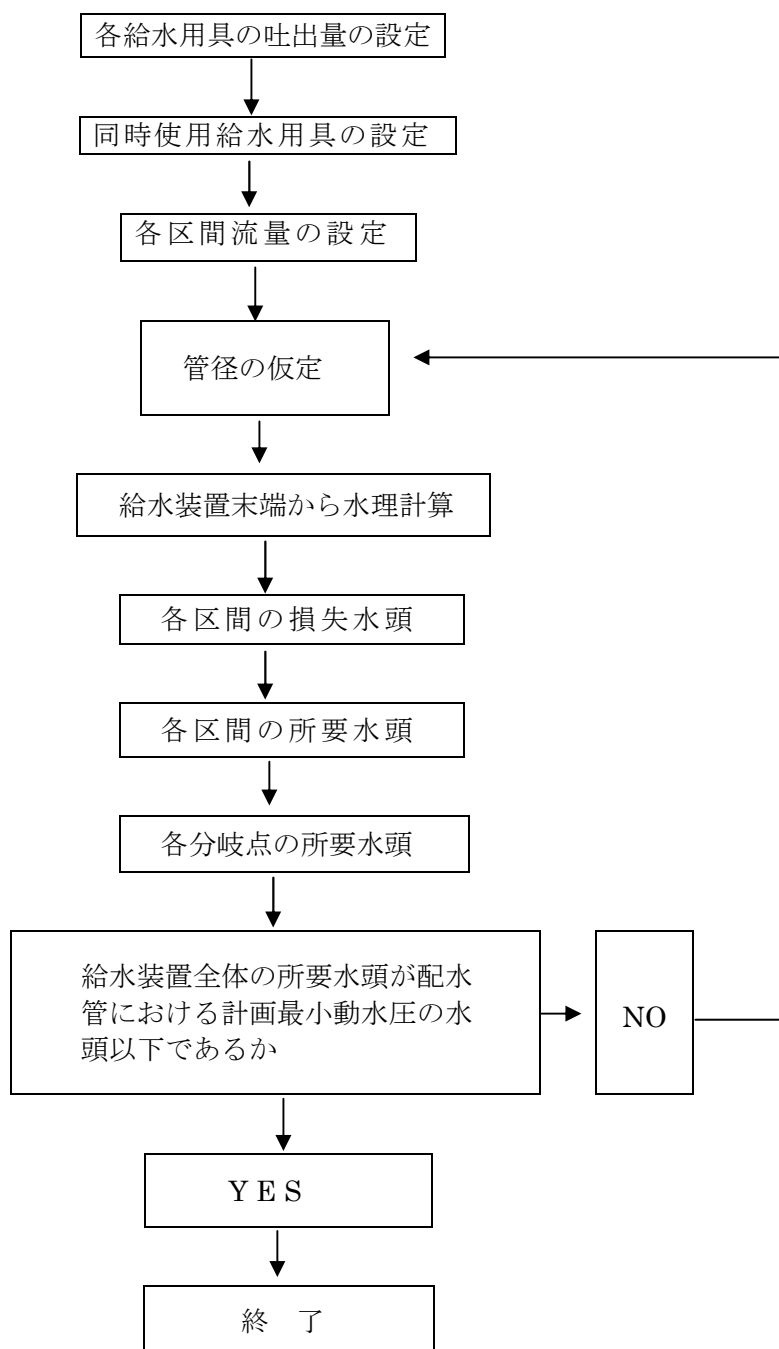 各給水用具の吐出量の設定
同時使用給水用具の設定
各区間流量の設定
管径の仮定
給水装置末端から水理計算
各区間の損失水頭
各区間の所要水頭
各分岐点の所要水頭
給水装置全体の所要水頭が配水
管における計画最小動水圧の水
頭以下であるか
NO
YES
終　了